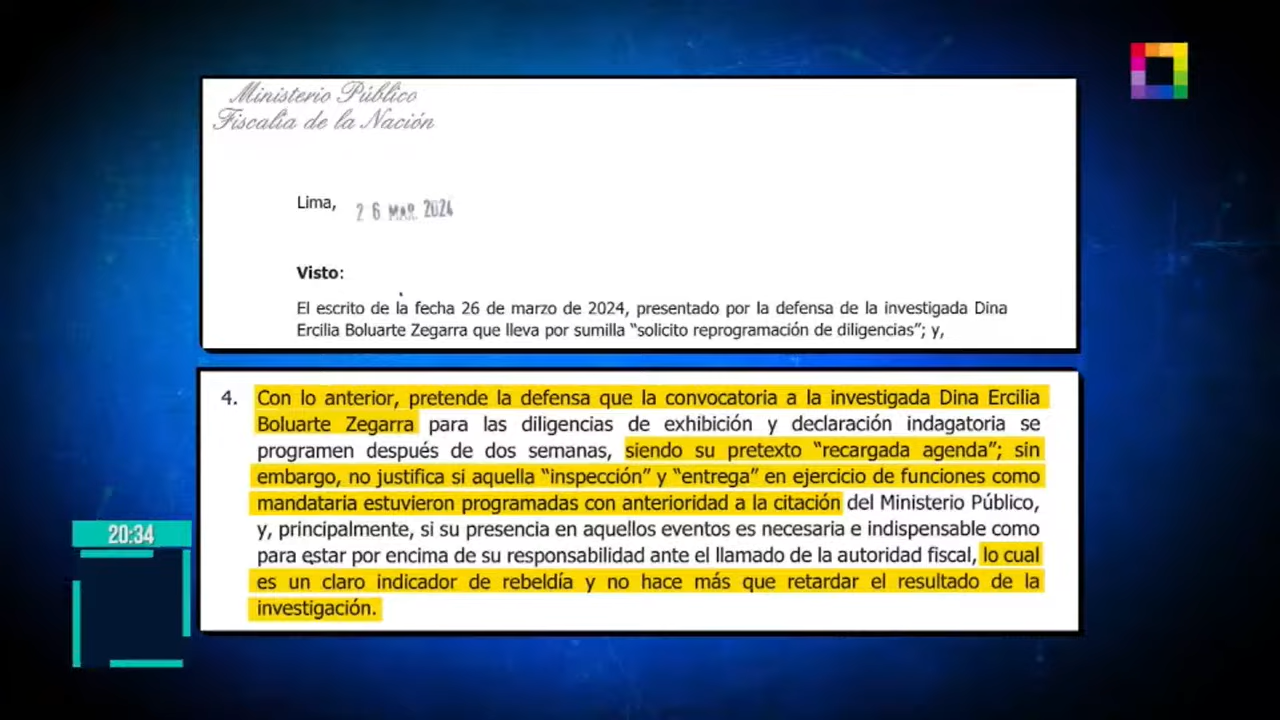 Ministerio Público
Fiscalía de la Nación
Lima, 26 MAR. 2024
Visto:
El escrito de la fecha 26 de marzo de 2024, presentado por la defensa de la investigada Dina
Ercilia Boluarte Zegarra que lleva por sumilla “solicito reprogramación de diligencias”; y,
4. Con lo anterior, pretende la defensa que la convocatoria a la investigada Dina Ercilia
Boluarte Zegarra para las diligencias de exhibición y declaración indagatoria se
programen después de dos semanas, siendo su pretexto “recargada agenda”; sin
embargo, no justifica si aquella “inspección” y “entrega” en ejercicio de funciones como
mandataria estuvieron programadas con anterioridad a la citación del Ministerio Público,
y, principalmente, si su presencia en aquellos eventos es necesaria e indispensable como
para estar por encima de su responsabilidad ante el llamado de la autoridad fiscal, lo cual
es un claro indicador de rebeldía y no hace más que retardar el resultado de la
investigación.
20:34